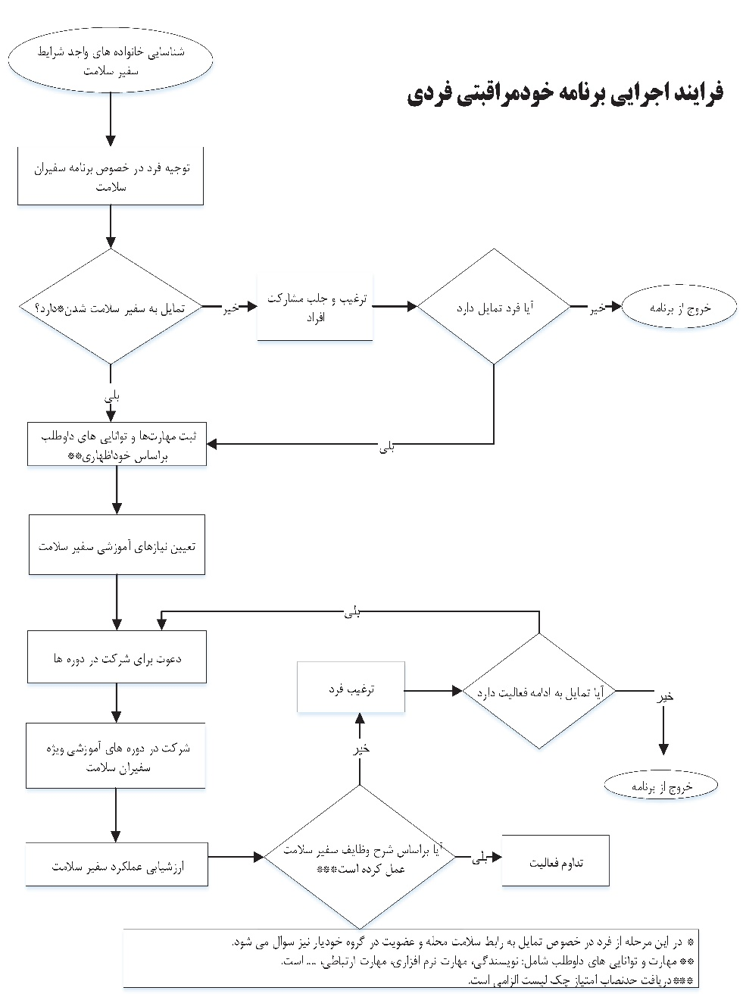 فرایند اجرایی برنامه خودمراقبتی فردی
شناسایی خانواده های واجد شرایط
سفیر سلامت
توجیه فرد در خصوص برنامه سفیران
سلامت
تمایل به سفیر سلامت شدن*دارد؟
خیر
ترغیب و جلب مشارکت
افراد
آیا فرد تمایل دارد
خیر
خروج از برنامه
بلی
بلی
ثبت مهارت‌ها و توانایی های داوطلب
براساس خوداظهاری**
تعیین نیازهای آموزشی سفیر سلامت
بلی
دعوت برای شرکت در دوره ها
ترغیب فرد
آیا تمایل به ادامه فعالیت دارد
خیر
شرکت در دوره های آموزشی ویژه
سفیران سلامت
خیر
خروج از برنامه
ارزشیابی عملکرد سفیر سلامت
آیا براساس شرح وظایف سفیر سلامت
عمل کرده است***
بلی
تداوم فعالیت
* در این مرحله از فرد در خصوص تمایل به رابط سلامت محله و عضویت در گروه خودیار نیز سوال می شود.
** مهارت و توانایی های داوطلب شامل: نویسندگی، مهارت نرم افزاری، مهارت ارتباطی، .... است.
***دریافت حدنصاب امتیاز چک لیست الزامی است.